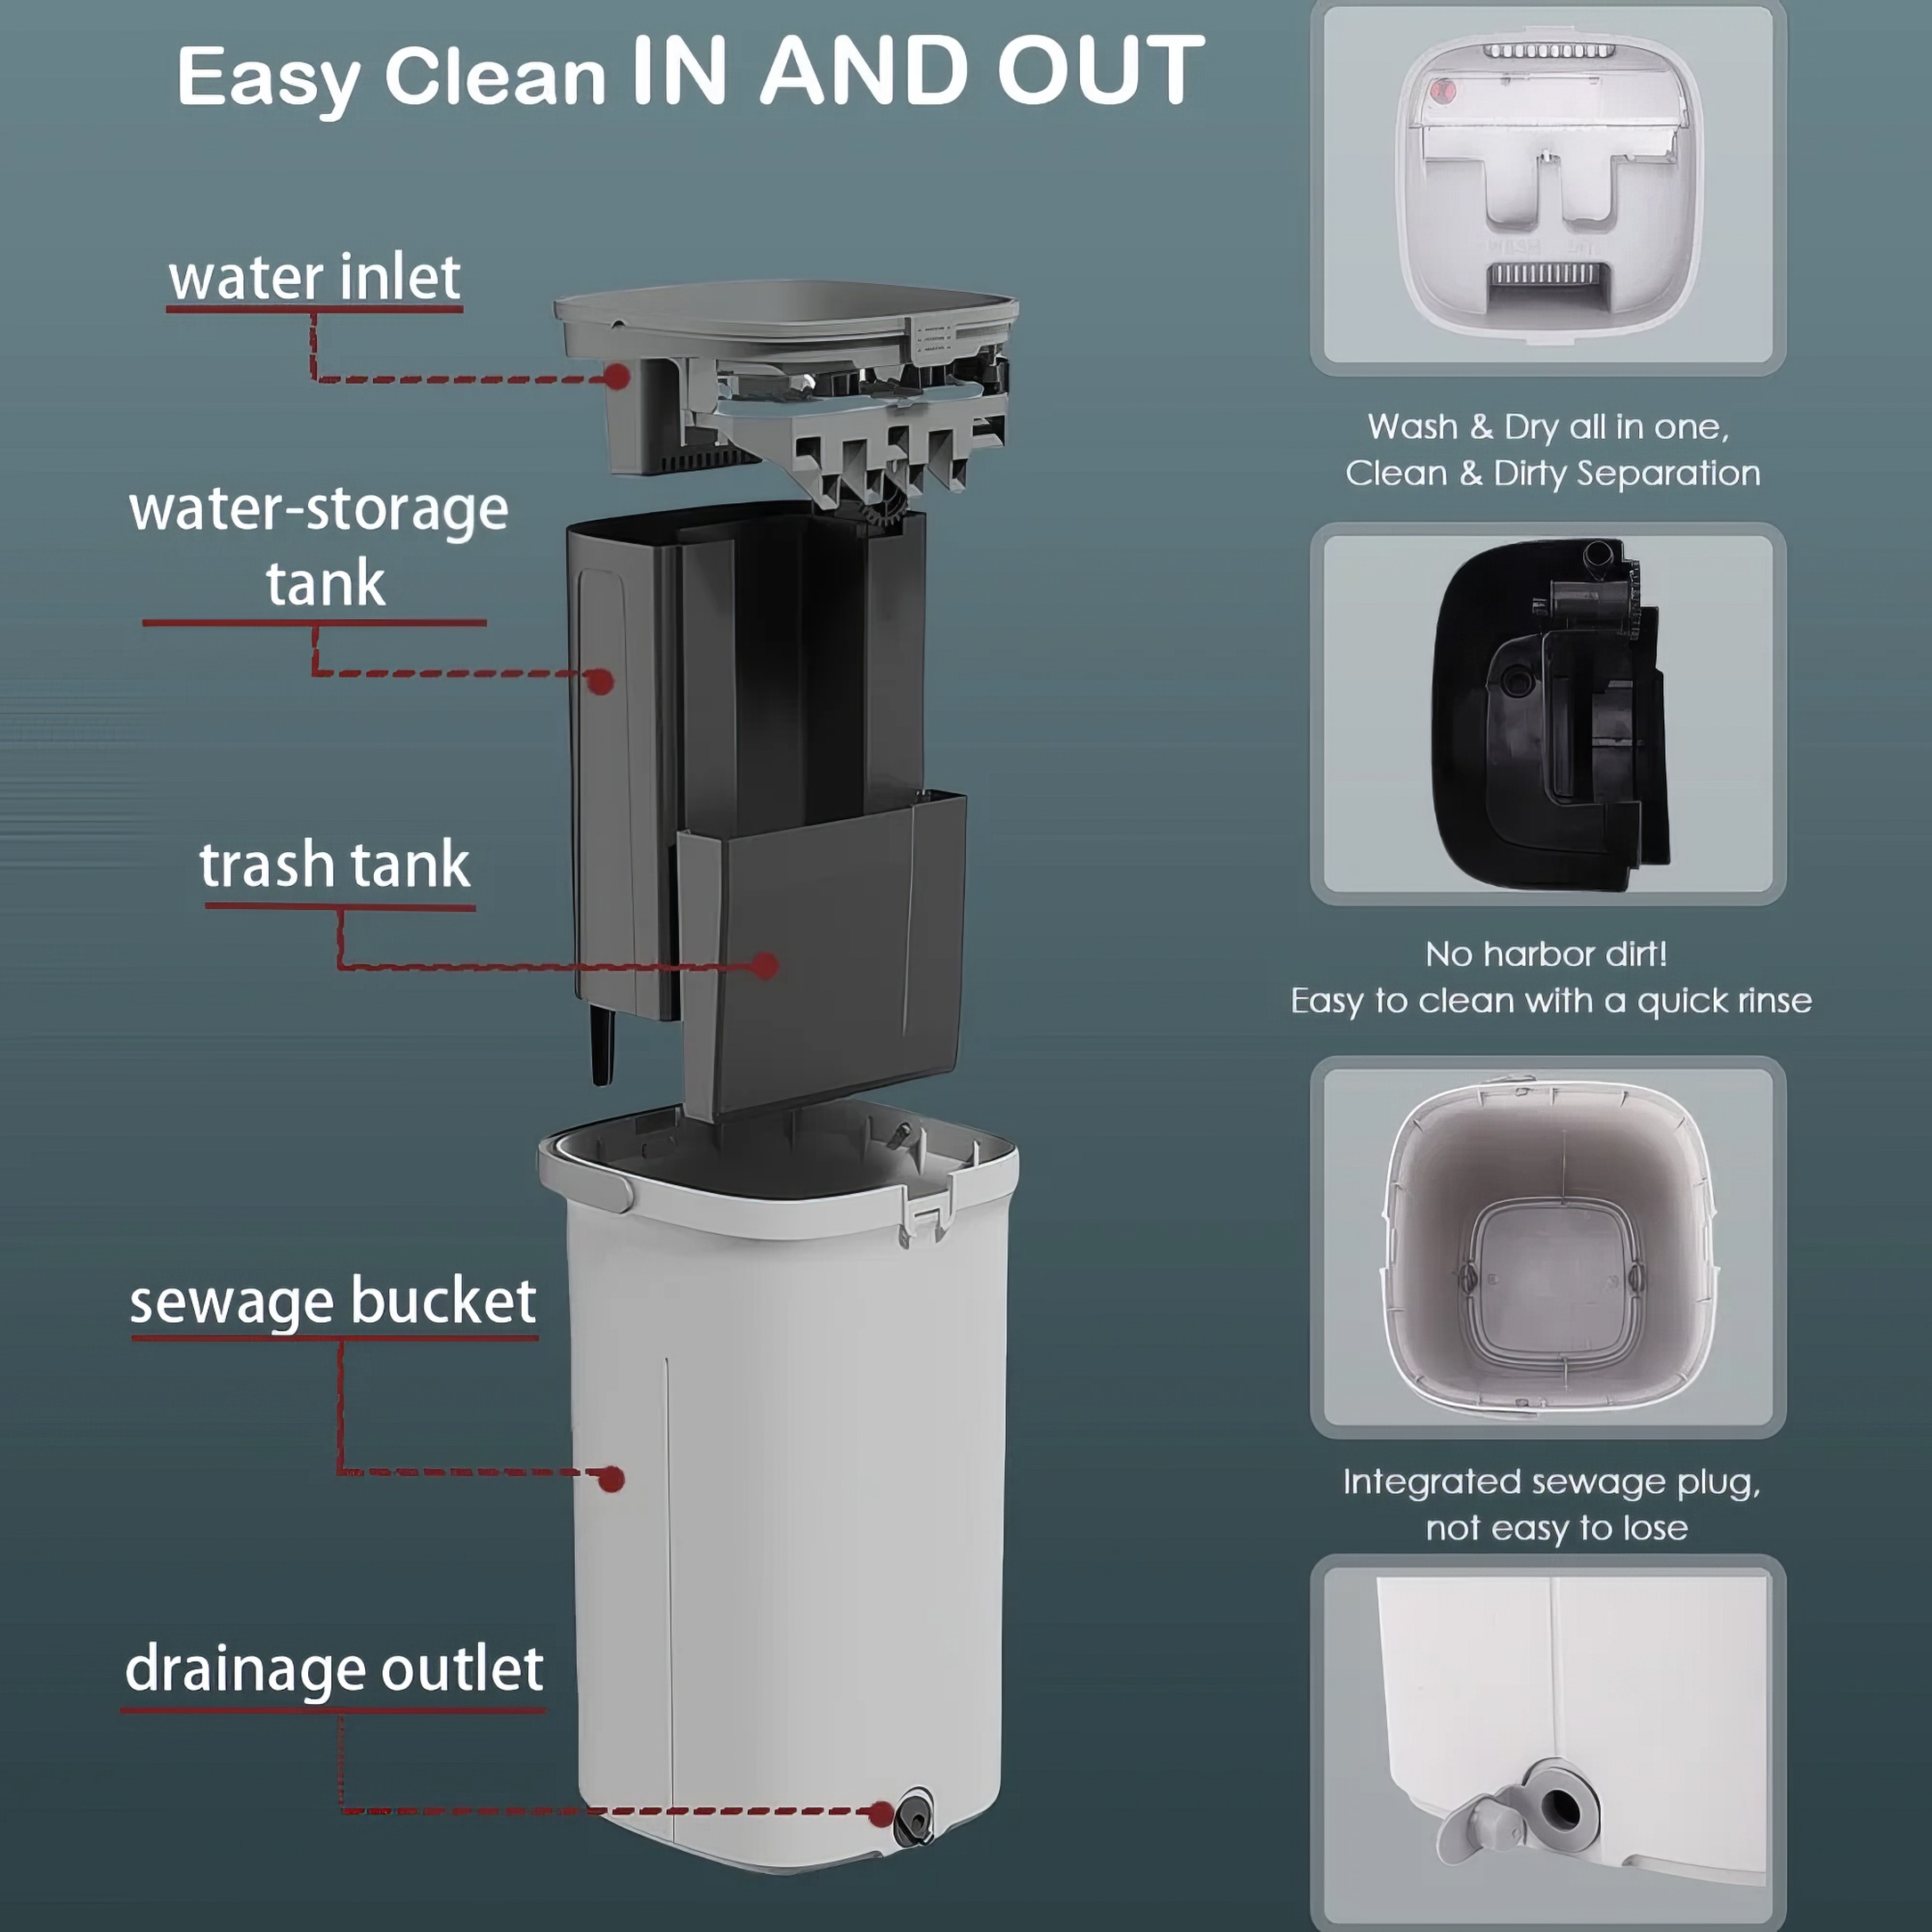 Easy Clean IN AND OUT
water inlet
water-storage
tank
trash tank
sewage bucket
drainage outlet
Wash & Dry all in one,
Clean & Dirty Separation
No harbor dirt!
Easy to clean with a quick rinse
Integrated sewage plug,
not easy to lose